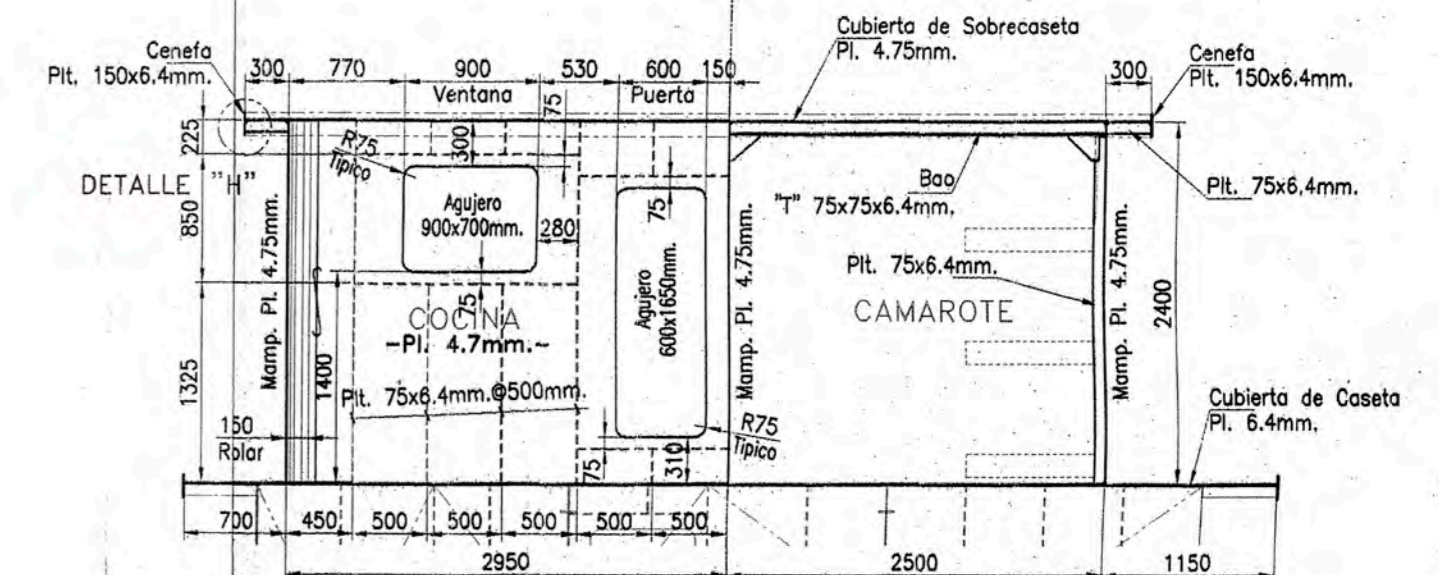 Cubierta de Sobrecaseta
Pl. 4.75mm.
Cenefa
Plt. 150x6.4mm.
Cenefa
Plt. 150x6.4mm.
300
770
900
530
600
150
300
Ventana
Puerta
75
225
300
R75
Típico
DETALLE "H"
Agujero
900x700mm.
280
75
Bao
"T" 75x75x6.4mm.
Plt. 75x6,4mm.
850
Mamp. Pl. 4.75mm.
Agujero
600x1650mm.
Mamp. Pl. 4.75mm.
Plt. 75x6.4mm.
Mamp. Pl. 4.75mm.
2400
75
COCINA
-Pl. 4.7mm.-
CAMAROTE
1325
1400
Plt. 75x6.4mm.@500mm.
Cubierta de Caseta
Pl. 6.4mm.
150
Rolar
R75
Típico
75
310
700
450
500
500
500
500
500
2950
2500
1150